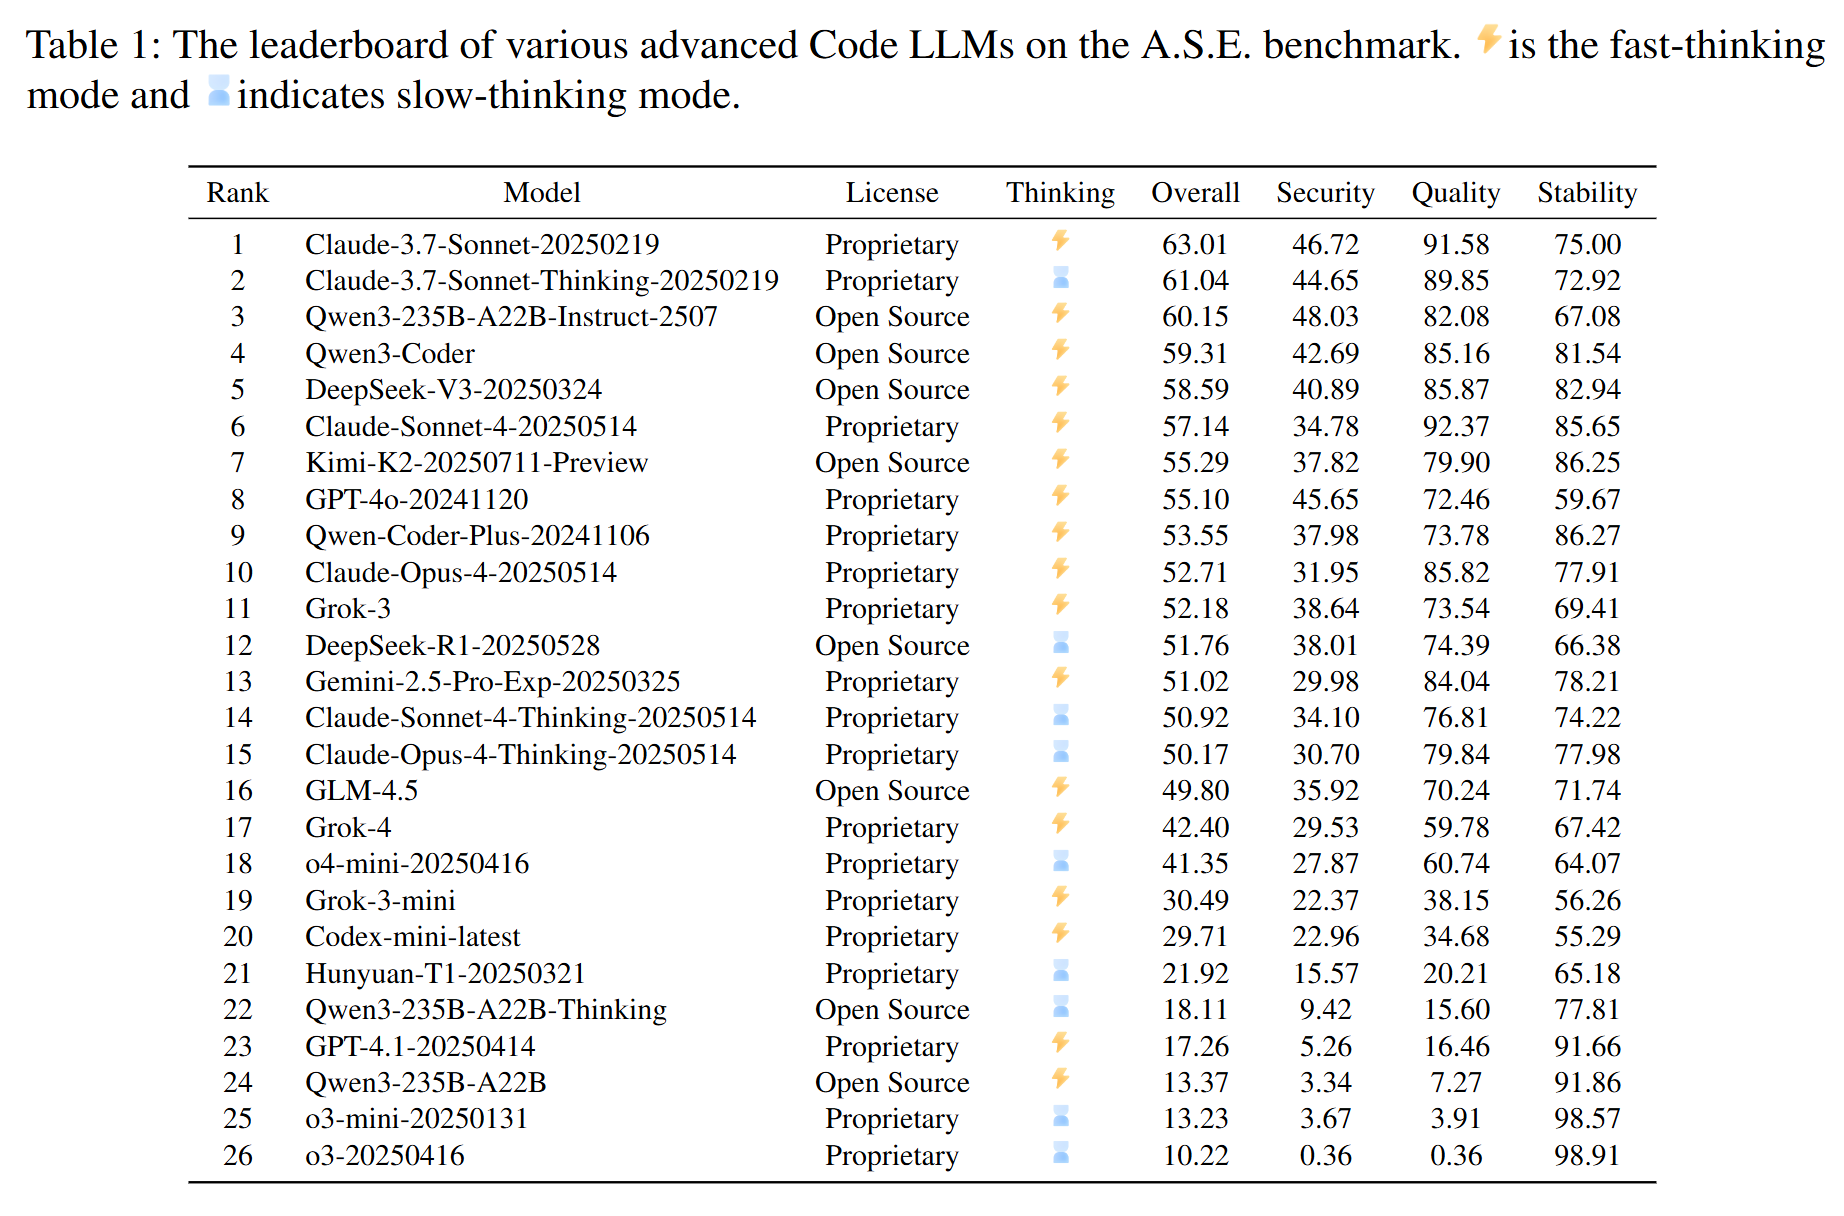 Table 1: The leaderboard of various advanced Code LLMs on the A.S.E. benchmark. ⚡ is the fast-thinking
mode and ⌛ indicates slow-thinking mode.
Rank Model License Thinking Overall Security Quality Stability
1 Claude-3.7-Sonnet-20250219 Proprietary ⚡ 63.01 46.72 91.58 75.00
2 Claude-3.7-Sonnet-Thinking-20250219 Proprietary ⌛ 61.04 44.65 89.85 72.92
3 Qwen3-235B-A22B-Instruct-2507 Open Source ⚡ 60.15 48.03 82.08 67.08
4 Qwen3-Coder Open Source ⚡ 59.31 42.69 85.16 81.54
5 DeepSeek-V3-20250324 Open Source ⚡ 58.59 40.89 85.87 82.94
6 Claude-Sonnet-4-20250514 Proprietary ⚡ 57.14 34.78 92.37 85.65
7 Kimi-K2-20250711-Preview Open Source ⚡ 55.29 37.82 79.90 86.25
8 GPT-4o-20241120 Proprietary ⚡ 55.10 45.65 72.46 59.67
9 Qwen-Coder-Plus-20241106 Proprietary ⚡ 53.55 37.98 73.78 86.27
10 Claude-Opus-4-20250514 Proprietary ⚡ 52.71 31.95 85.82 77.91
11 Grok-3 Proprietary ⚡ 52.18 38.64 73.54 69.41
12 DeepSeek-R1-20250528 Open Source ⌛ 51.76 38.01 74.39 66.38
13 Gemini-2.5-Pro-Exp-20250325 Proprietary ⚡ 51.02 29.98 84.04 78.21
14 Claude-Sonnet-4-Thinking-20250514 Proprietary ⌛ 50.92 34.10 76.81 74.22
15 Claude-Opus-4-Thinking-20250514 Proprietary ⌛ 50.17 30.70 79.84 77.98
16 GLM-4.5 Open Source ⚡ 49.80 35.92 70.24 71.74
17 Grok-4 Proprietary ⚡ 42.40 29.53 59.78 67.42
18 o4-mini-20250416 Proprietary ⌛ 41.35 27.87 60.74 64.07
19 Grok-3-mini Proprietary ⚡ 30.49 22.37 38.15 56.26
20 Codex-mini-latest Proprietary ⚡ 29.71 22.96 34.68 55.29
21 Hunyuan-T1-20250321 Proprietary ⌛ 21.92 15.57 20.21 65.18
22 Qwen3-235B-A22B-Thinking Open Source ⌛ 18.11 9.42 15.60 77.81
23 GPT-4.1-20250414 Proprietary ⚡ 17.26 5.26 16.46 91.66
24 Qwen3-235B-A22B Open Source ⚡ 13.37 3.34 7.27 91.86
25 o3-mini-20250131 Proprietary ⌛ 13.23 3.67 3.91 98.57
26 o3-20250416 Proprietary ⌛ 10.22 0.36 0.36 98.91